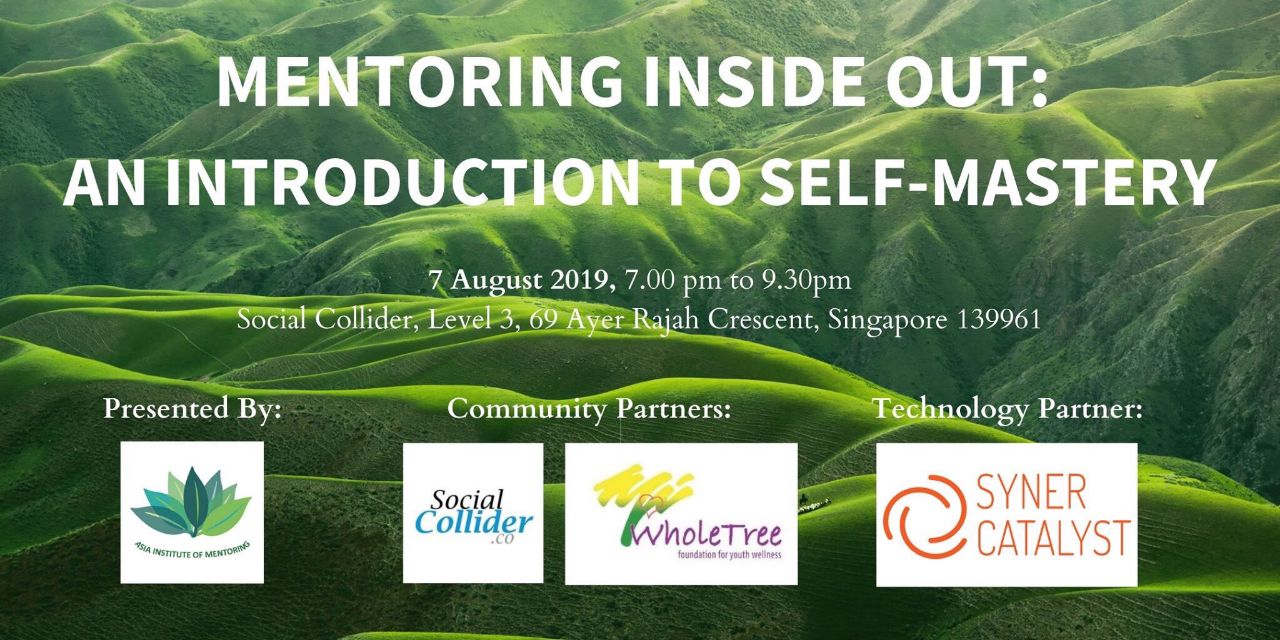 MENTORING INSIDE OUT:
AN INTRODUCTION TO SELF-MASTERY
7 August 2019, 7.00 pm to 9.30pm
Social Collider, Level 3, 69 Ayer Rajah Crescent, Singapore 139961
Presented By:
ASIA INSTITUTE OF MENTORING
Community Partners:
Social
Collider
.co
WholeTree
foundation for youth wellness
Technology Partner:
SYNER
CATALYST